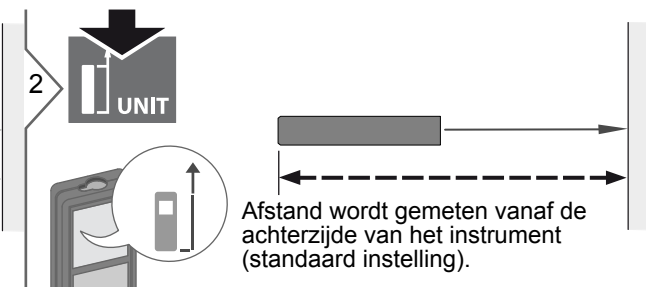 2
UNIT
Afstand wordt gemeten vanaf de
achterzijde van het instrument
(standaard instelling).